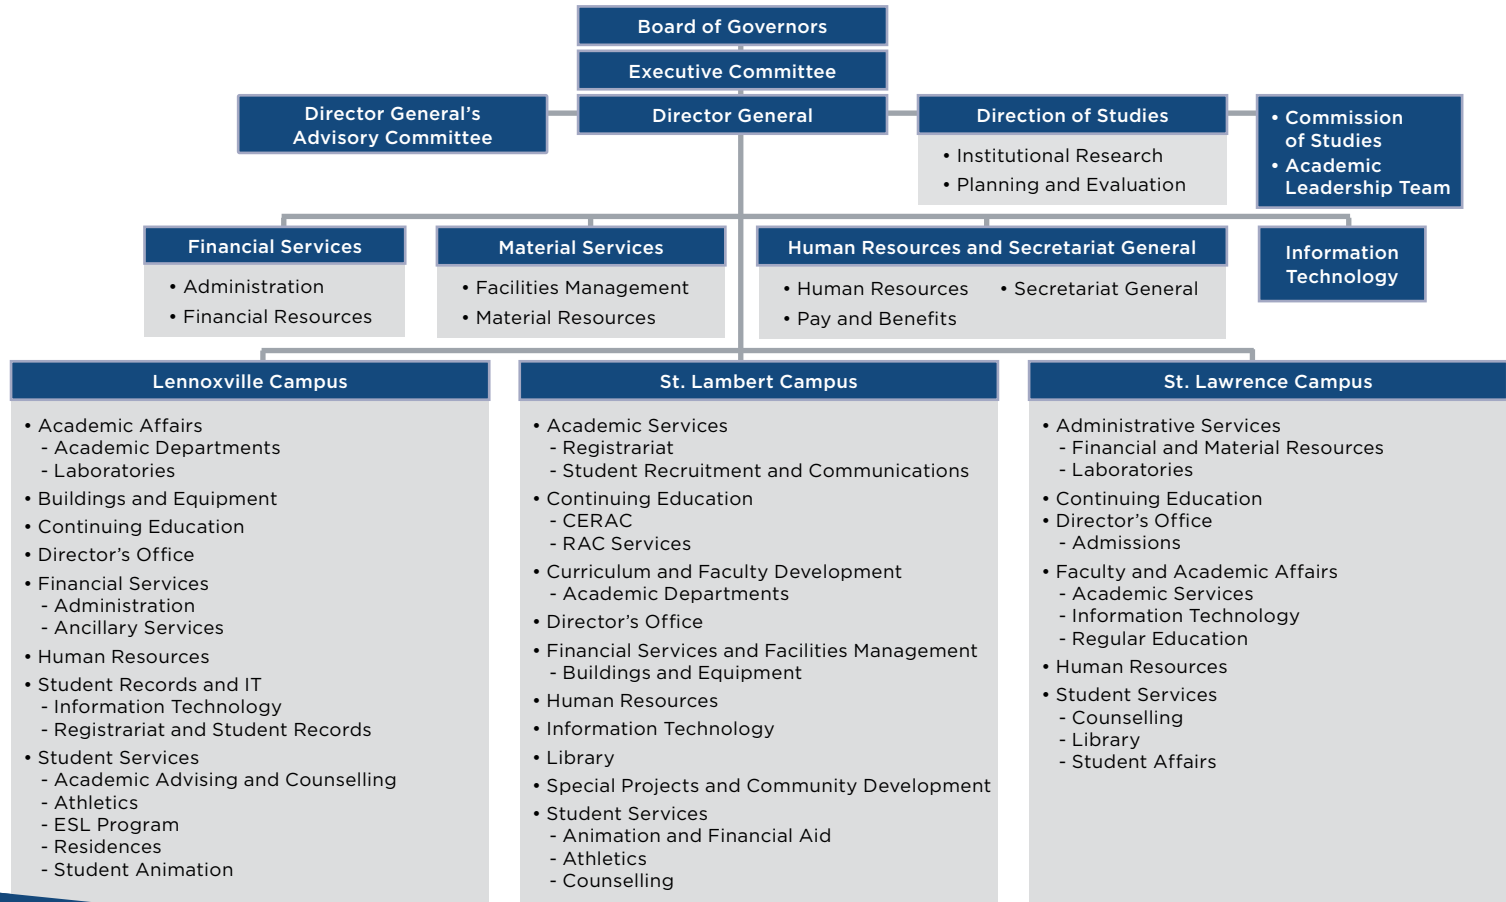 Board of Governors
Executive Committee
Director General's
Advisory Committee
Director General
Direction of Studies
• Institutional Research
• Planning and Evaluation
• Commission
of Studies
• Academic
Leadership Team
Financial Services
• Administration
• Financial Resources
Material Services
• Facilities Management
• Material Resources
Human Resources and Secretariat General
• Human Resources • Secretariat General
• Pay and Benefits
Information
Technology
Lennoxville Campus
• Academic Affairs
- Academic Departments
- Laboratories
• Buildings and Equipment
• Continuing Education
• Director's Office
• Financial Services
- Administration
- Ancillary Services
• Human Resources
• Student Records and IT
- Information Technology
- Registrariat and Student Records
• Student Services
- Academic Advising and Counselling
- Athletics
- ESL Program
- Residences
- Student Animation
St. Lambert Campus
• Academic Services
- Registrariat
- Student Recruitment and Communications
• Continuing Education
- CERAC
- RAC Services
• Curriculum and Faculty Development
- Academic Departments
• Director's Office
• Financial Services and Facilities Management
- Buildings and Equipment
• Human Resources
• Information Technology
• Library
• Special Projects and Community Development
• Student Services
- Animation and Financial Aid
- Athletics
- Counselling
St. Lawrence Campus
• Administrative Services
- Financial and Material Resources
- Laboratories
• Continuing Education
• Director's Office
- Admissions
• Faculty and Academic Affairs
- Academic Services
- Information Technology
- Regular Education
• Human Resources
• Student Services
- Counselling
- Library
- Student Affairs